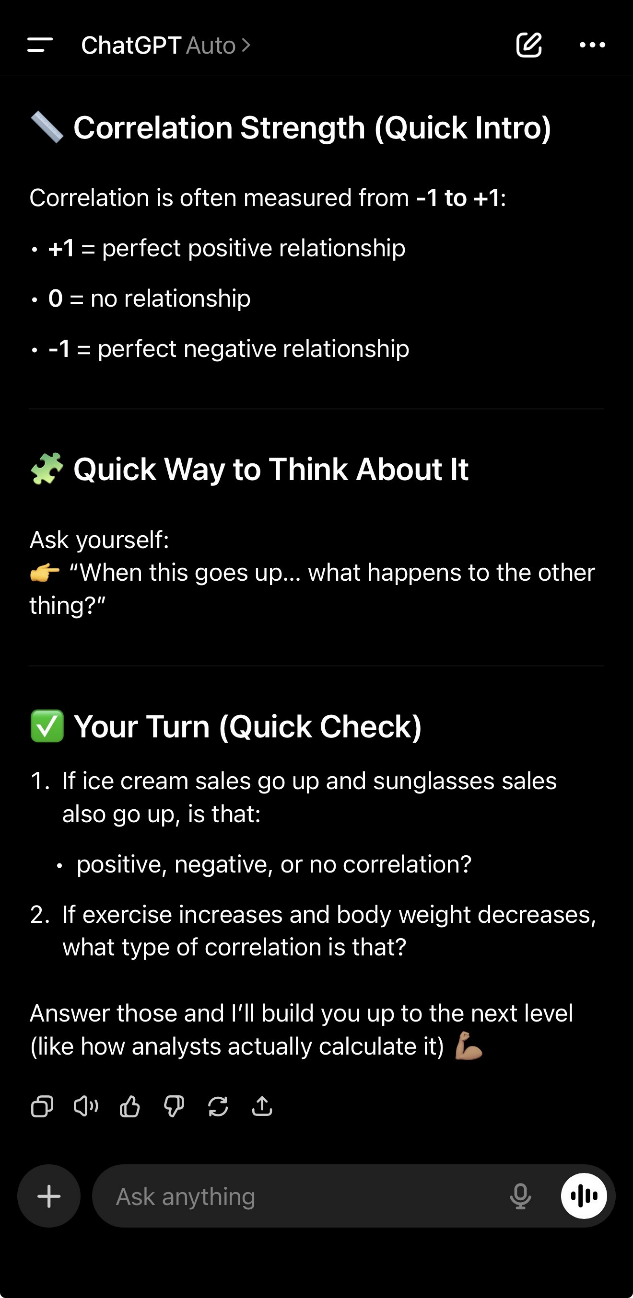 ChatGPT Auto >
📏 Correlation Strength (Quick Intro)
Correlation is often measured from -1 to +1:
• +1 = perfect positive relationship
• 0 = no relationship
• -1 = perfect negative relationship
🧩 Quick Way to Think About It
Ask yourself:
👉 “When this goes up... what happens to the other
thing?”
✅ Your Turn (Quick Check)
1. If ice cream sales go up and sunglasses sales
also go up, is that:
• positive, negative, or no correlation?
2. If exercise increases and body weight decreases,
what type of correlation is that?
Answer those and I’ll build you up to the next level
(like how analysts actually calculate it) 💪🏽
Ask anything